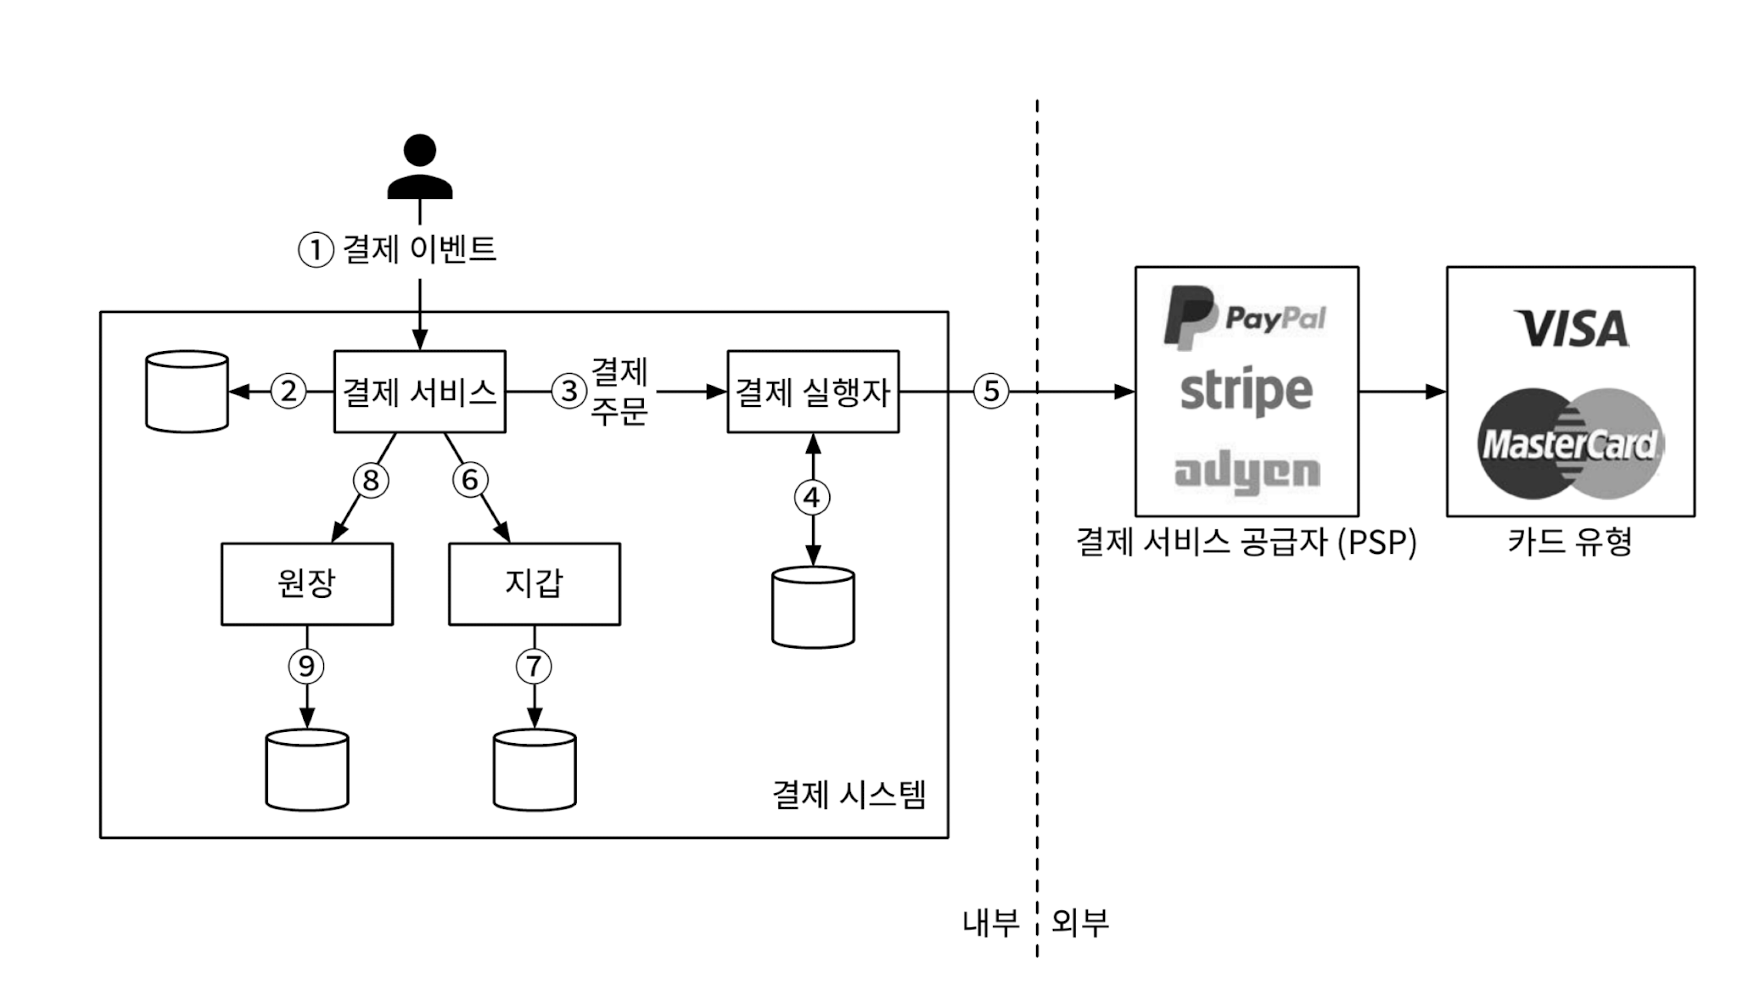 ① 결제 이벤트
② 결제 서비스 ③ 결제
주문
결제 실행자 ⑤
PayPal
stripe
adyen
VISA
MasterCard
결제 서비스 공급자 (PSP)
카드 유형
⑧ ⑥
④
원장
지갑
⑨ ⑦
결제 시스템
내부 외부